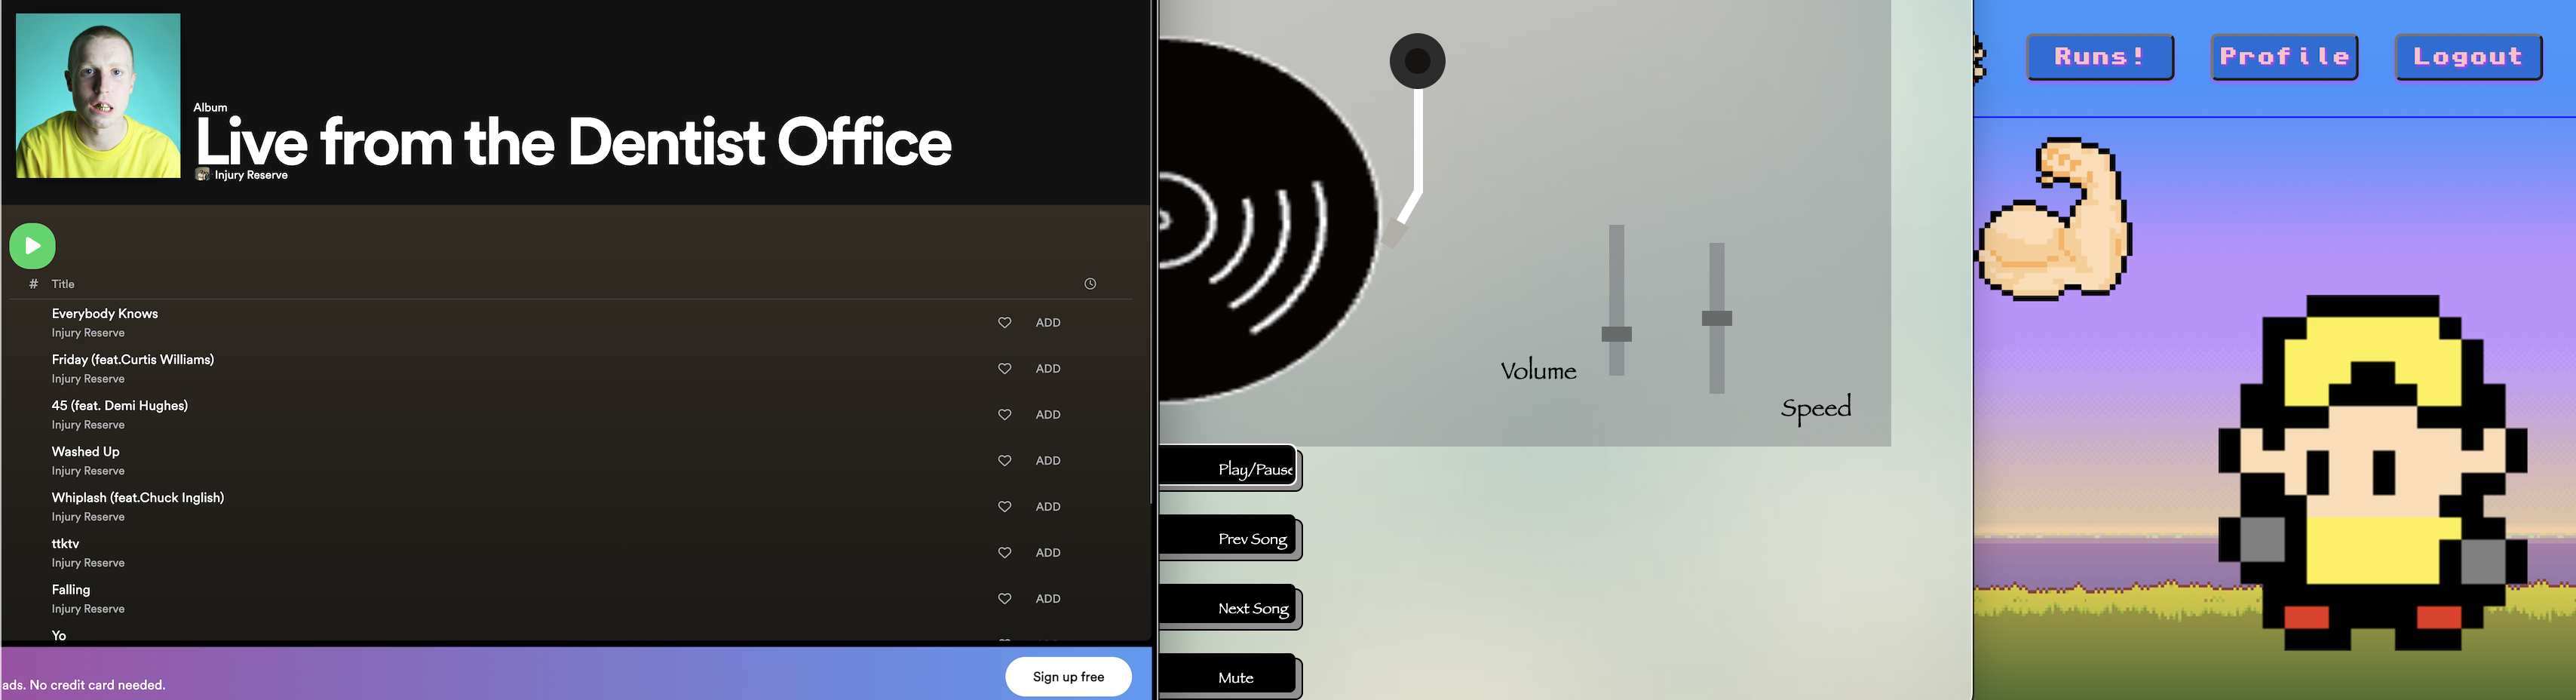 Album
Live from the Dentist Office
Injury Reserve
# Title
Everybody Knows
Injury Reserve
ADD
Friday (feat.Curtis Williams)
Injury Reserve
ADD
45 (feat. Demi Hughes)
Injury Reserve
ADD
Washed Up
Injury Reserve
ADD
Whiplash (feat.Chuck Inglish)
Injury Reserve
ADD
ttktv
Injury Reserve
ADD
Falling
Injury Reserve
ADD
Yo
ads. No credit card needed.
Sign up free
Volume
Speed
Play/Pause
Prev Song
Next Song
Mute
Runs!
Profile
Logout